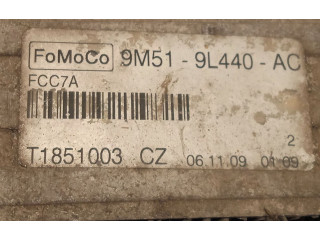 FoMoCo 9M51 - 9L440 - AC
FCC7A
2
T1851003 CZ 06.11.09 01:09